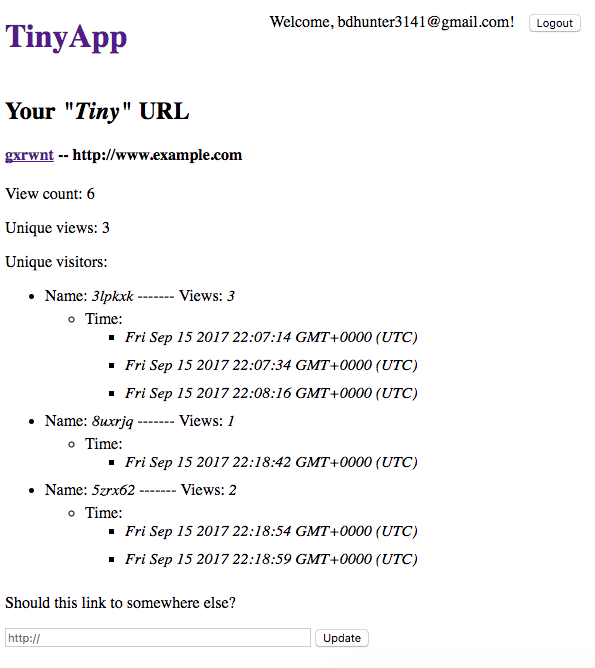 TinyApp
Welcome, bdhunter3141@gmail.com!
Logout
Your "Tiny" URL
gxrwnt -- http://www.example.com
View count: 6
Unique views: 3
Unique visitors:
Name: 3lpkxk ------- Views: 3
Time:
Fri Sep 15 2017 22:07:14 GMT+0000 (UTC)
Fri Sep 15 2017 22:07:34 GMT+0000 (UTC)
Fri Sep 15 2017 22:08:16 GMT+0000 (UTC)
Name: 8uxrjq ------- Views: 1
Time:
Fri Sep 15 2017 22:18:42 GMT+0000 (UTC)
Name: 5zrx62 ------- Views: 2
Time:
Fri Sep 15 2017 22:18:54 GMT+0000 (UTC)
Fri Sep 15 2017 22:18:59 GMT+0000 (UTC)
Should this link to somewhere else?
http://
Update